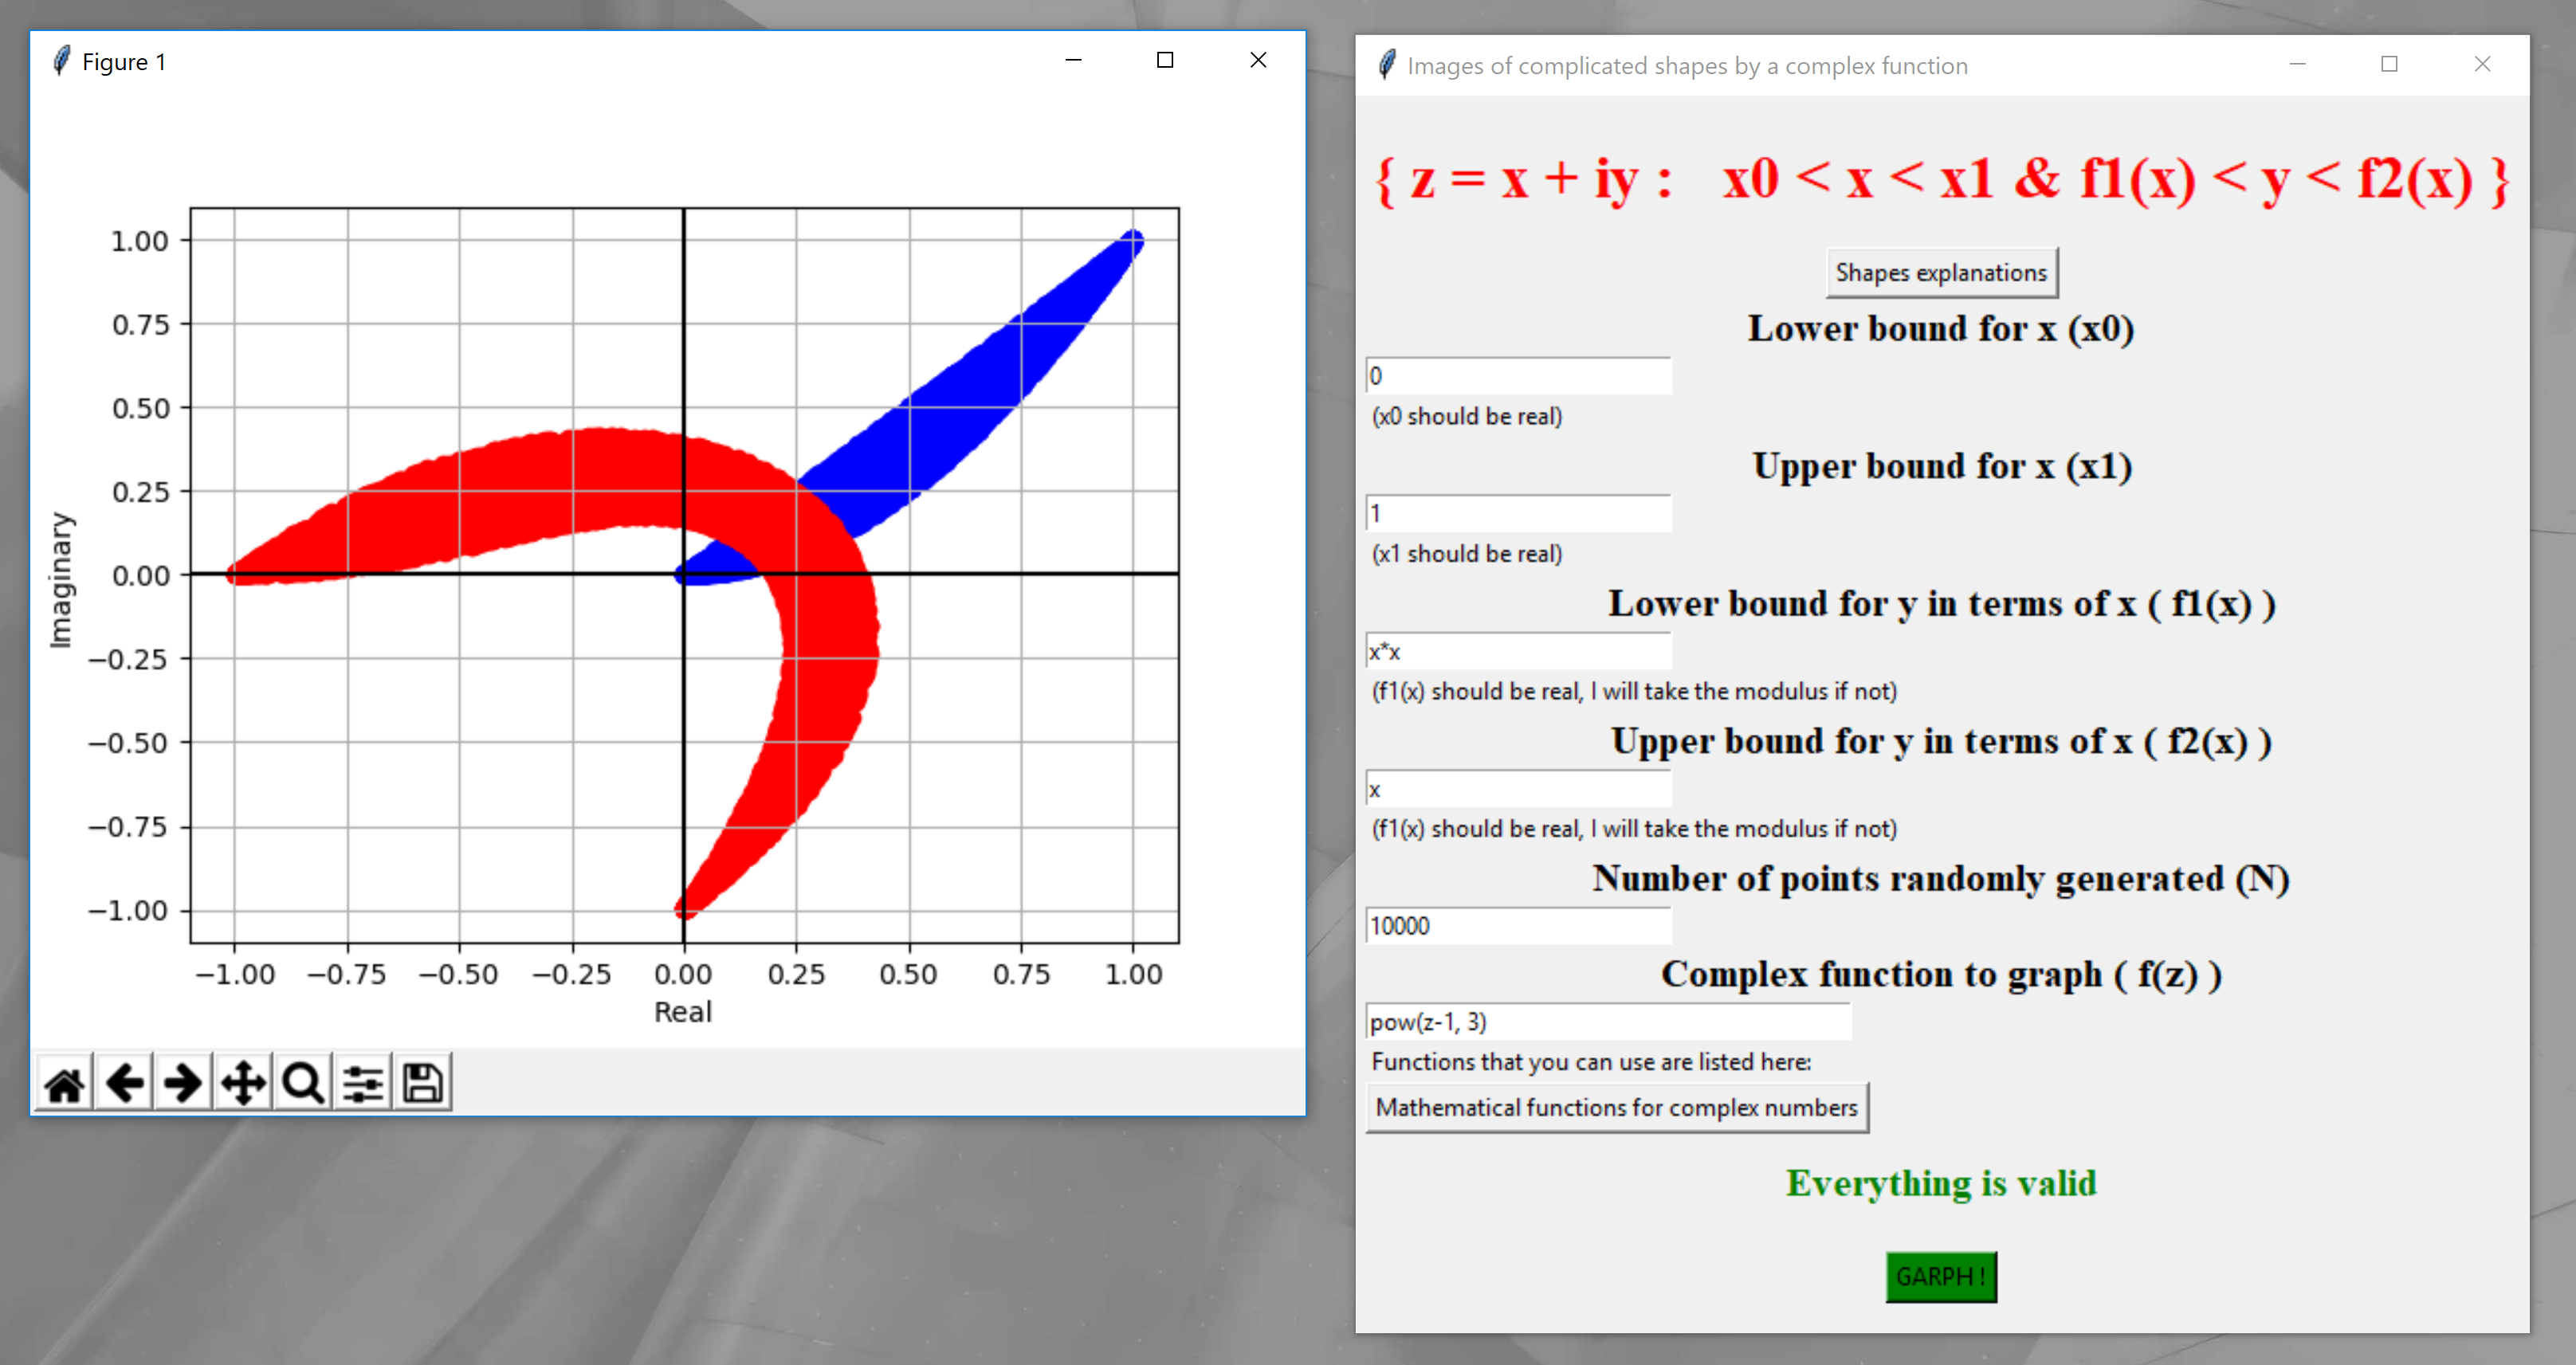 Figure 1
1.00
0.75
0.50
0.25
0.00
−0.25
−0.50
−0.75
−1.00
Imaginary
−1.00 −0.75 −0.50 −0.25 0.00 0.25 0.50 0.75 1.00
Real
Images of complicated shapes by a complex function
{ z = x + iy : x0 < x < x1 & f1(x) < y < f2(x) }
Shapes explanations
Lower bound for x (x0)
0
(x0 should be real)
Upper bound for x (x1)
1
(x1 should be real)
Lower bound for y in terms of x ( f1(x) )
x*x
(f1(x) should be real, I will take the modulus if not)
Upper bound for y in terms of x ( f2(x) )
x
(f1(x) should be real, I will take the modulus if not)
Number of points randomly generated (N)
10000
Complex function to graph ( f(z) )
pow(z-1, 3)
Functions that you can use are listed here:
Mathematical functions for complex numbers
Everything is valid
GARPH !